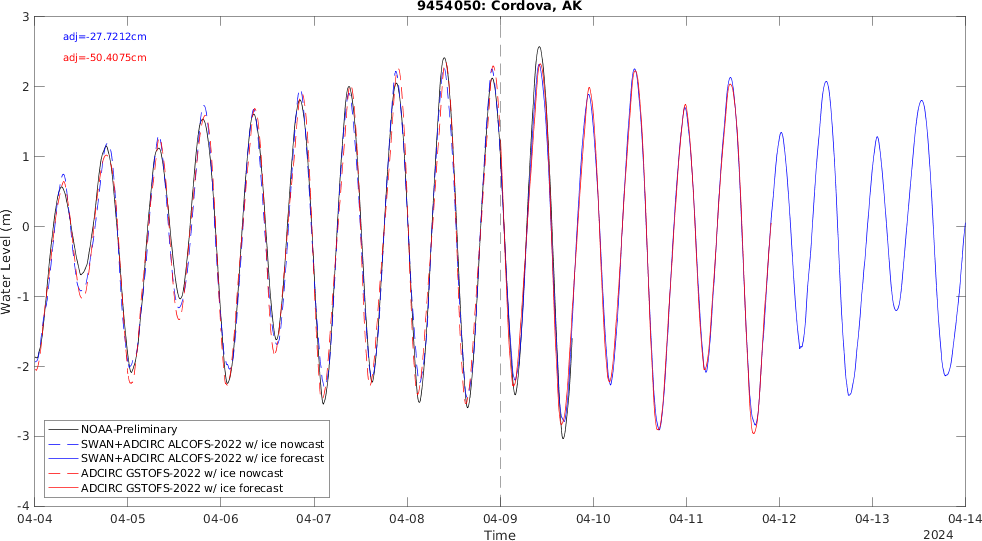 9454050: Cordova, AK
adj=-27.7212cm
adj=-50.4075cm
Water Level (m)
3
2
1
0
-1
-2
-3
-4
NOAA-Preliminary
SWAN+ADCIRC ALCOFS-2022 w/ ice nowcast
SWAN+ADCIRC ALCOFS-2022 w/ ice forecast
ADCIRC GSTOFS-2022 w/ ice nowcast
ADCIRC GSTOFS-2022 w/ ice forecast
04-04 04-05 04-06 04-07 04-08 04-09 04-10 04-11 04-12 04-13 04-14
Time
2024